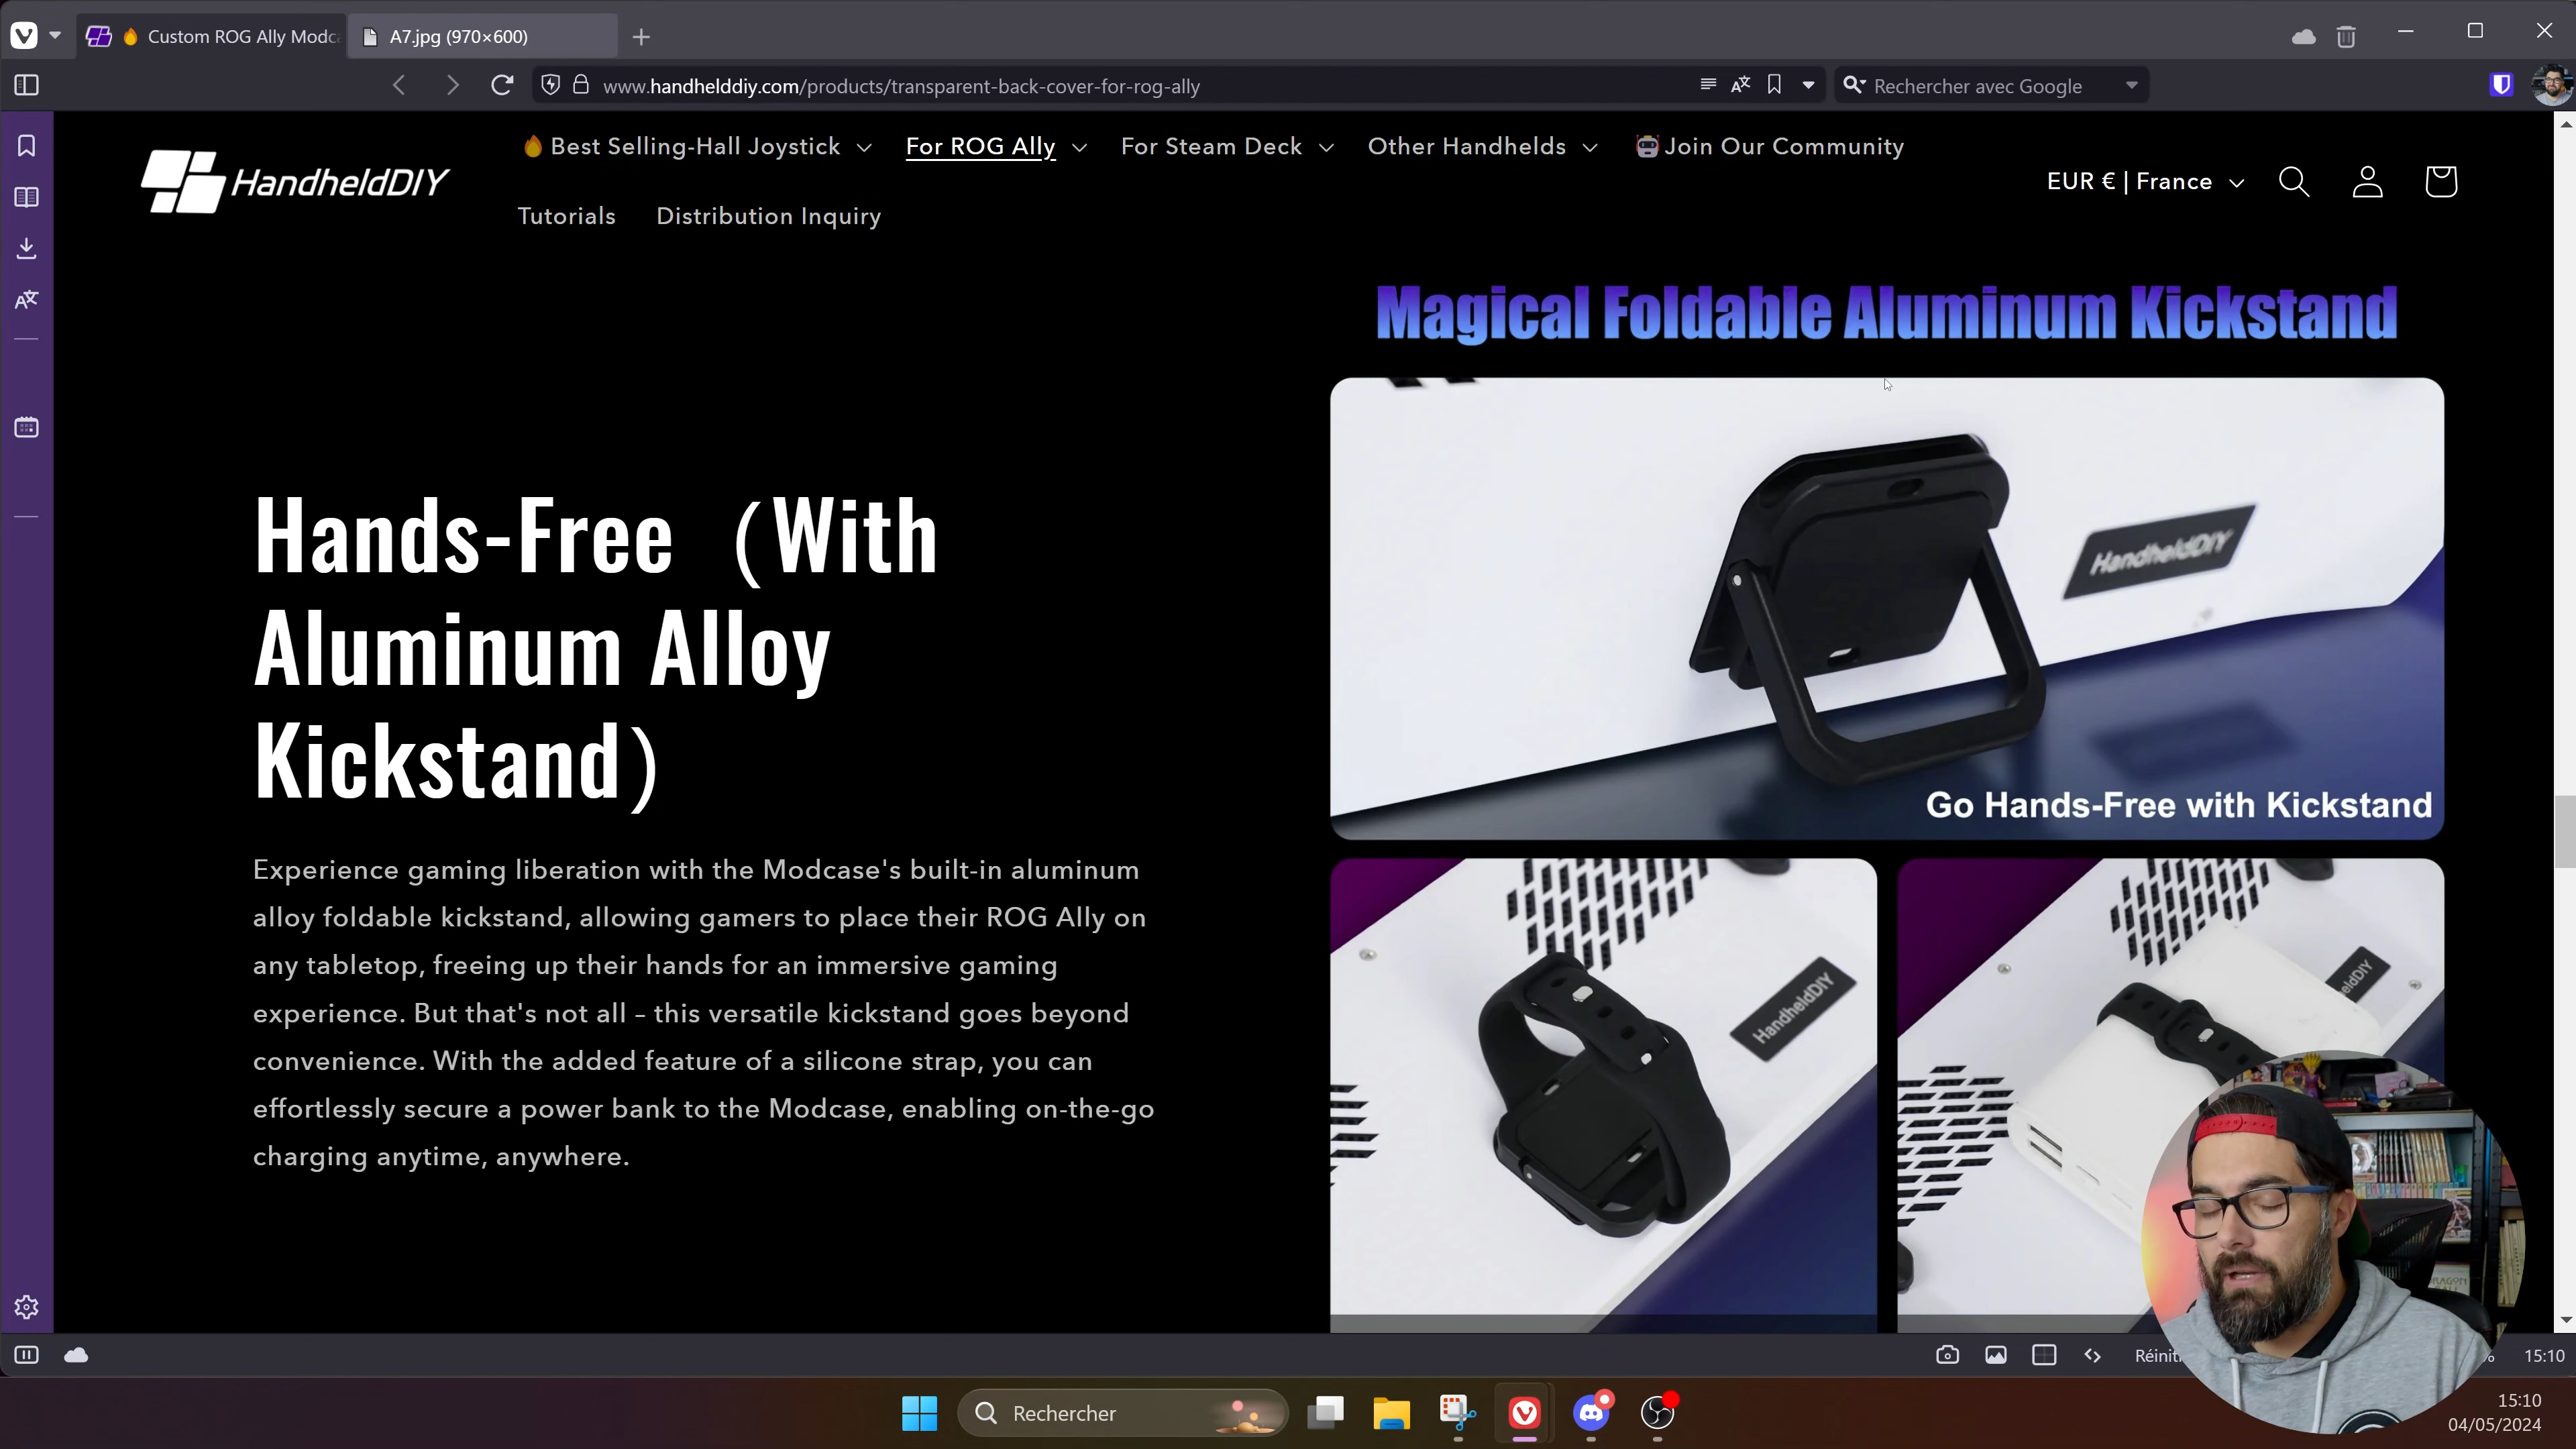 🔥 Custom ROG Ally Modc
A7.jpg (970×600)
www.handhelddiy.com/products/transparent-back-cover-for-rog-ally
Rechercher avec Google
HandheldDIY
🔥 Best Selling-Hall Joystick
For ROG Ally
For Steam Deck
Other Handhelds
Join Our Community
Tutorials
Distribution Inquiry
EUR € | France
Magical Foldable Aluminum Kickstand
HandheldDIY
Go Hands-Free with Kickstand
Hands-Free（With
Aluminum Alloy
Kickstand）
Experience gaming liberation with the Modcase's built-in aluminum
alloy foldable kickstand, allowing gamers to place their ROG Ally on
any tabletop, freeing up their hands for an immersive gaming
experience. But that's not all – this versatile kickstand goes beyond
convenience. With the added feature of a silicone strap, you can
effortlessly secure a power bank to the Modcase, enabling on-the-go
charging anytime, anywhere.
HandheldDIY
eldDIY
Réinit
15:10
Rechercher
15:10
04/05/2024